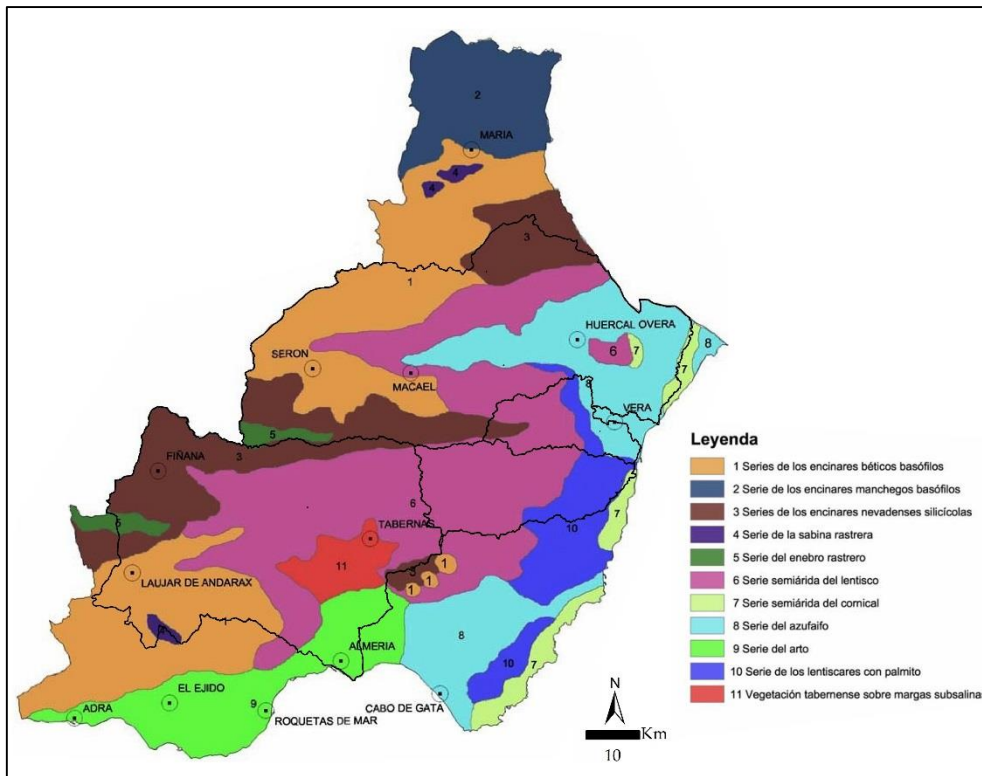 2
MARIA
4
4
3
1
HUERCAL OVERA
8
6
7
7
SERON
MACAEL
8
VERA
5
3
FIÑANA
6
10
7
5
TABERNAS
11
3
1
1
1
LAUJAR DE ANDARAX
4
1
ALMERIA
8
10
7
EL EJIDO
9
ADRA
ROQUETAS DE MAR
CABO DE GATA
N
Km
10
Leyenda
1 Series de los encinares béticos basófilos
2 Serie de los encinares manchegos basófilos
3 Series de los encinares nevadenses silicícolas
4 Serie de la sabina rastrera
5 Serie del enebro rastrero
6 Serie semiárida del lentisco
7 Serie semiárida del cornical
8 Serie del azufaifo
9 Serie del arto
10 Serie de los lentiscares con palmito
11 Vegetación tabernense sobre margas subsalina